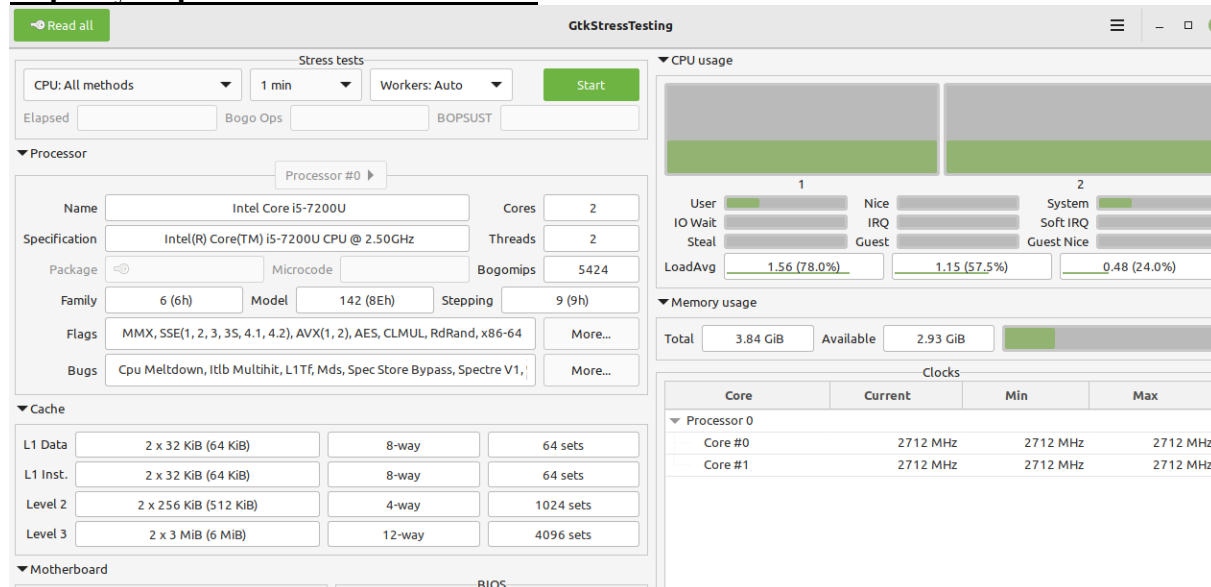 Read all
GtkStressTesting
Stress tests
CPU: All methods 1 min Workers: Auto Start
Elapsed Bogo Ops BOPSUST
Processor
Processor #0
Name Intel Core i5-7200U Cores 2
Specification Intel(R) Core(TM) i5-7200U CPU @ 2.50GHz Threads 2
Package Microcode Bogomips 5424
Family 6 (6h) Model 142 (8Eh) Stepping 9 (9h)
Flags MMX, SSE(1, 2, 3, 3S, 4.1, 4.2), AVX(1, 2), AES, CLMUL, RdRand, x86-64 More...
Bugs Cpu Meltdown, Itlb Multihit, L1Tf, Mds, Spec Store Bypass, Spectre V1, More...
Cache
L1 Data 2 x 32 KiB (64 KiB) 8-way 64 sets
L1 Inst. 2 x 32 KiB (64 KiB) 8-way 64 sets
Level 2 2 x 256 KiB (512 KiB) 4-way 1024 sets
Level 3 2 x 3 MiB (6 MiB) 12-way 4096 sets
Motherboard
BIOS
CPU usage
1 2
User Nice System
IO Wait IRQ Soft IRQ
Steal Guest Guest Nice
LoadAvg 1.56 (78.0%) 1.15 (57.5%) 0.48 (24.0%)
Memory usage
Total 3.84 GiB Available 2.93 GiB
Clocks
Core Current Min Max
Processor 0
Core #0 2712 MHz 2712 MHz 2712 MHz
Core #1 2712 MHz 2712 MHz 2712 MHz